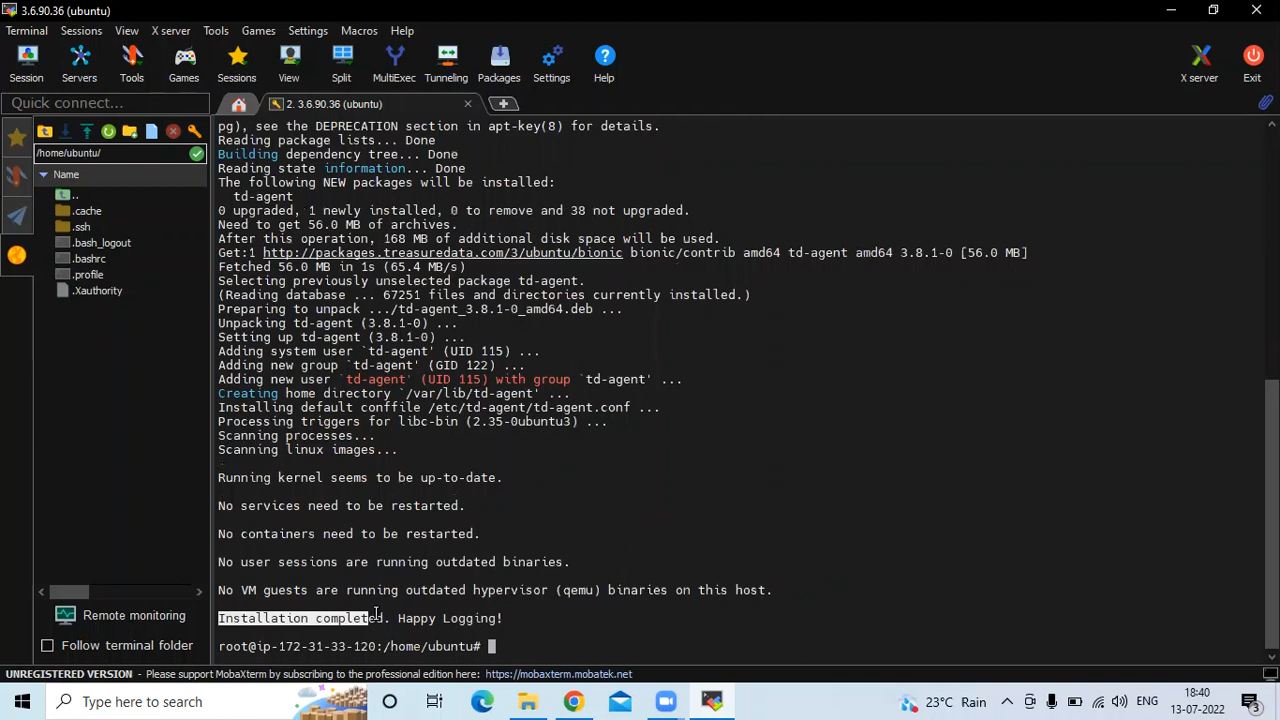 3.6.90.36 (ubuntu)
Terminal Sessions View X server Tools Games Settings Macros Help
Session Servers Tools Games Sessions View Split MultiExec Tunneling Packages Settings Help X server Exit
Quick connect...
2. 3.6.90.36 (ubuntu)
/home/ubuntu/
Name
..
.cache
.ssh
.bash_logout
.bashrc
.profile
.Xauthority
Remote monitoring
Follow terminal folder
pg), see the DEPRECATION section in apt-key(8) for details.
Reading package lists... Done
Building dependency tree... Done
Reading state information... Done
The following NEW packages will be installed:
td-agent
0 upgraded, 1 newly installed, 0 to remove and 38 not upgraded.
Need to get 56.0 MB of archives.
After this operation, 168 MB of additional disk space will be used.
Get:1 http://packages.treasuredata.com/3/ubuntu/bionic bionic/contrib amd64 td-agent amd64 3.8.1-0 [56.0 MB]
Fetched 56.0 MB in 1s (65.4 MB/s)
Selecting previously unselected package td-agent.
(Reading database ... 67251 files and directories currently installed.)
Preparing to unpack .../td-agent_3.8.1-0_amd64.deb ...
Unpacking td-agent (3.8.1-0) ...
Setting up td-agent (3.8.1-0) ...
Adding system user `td-agent' (UID 115) ...
Adding new group `td-agent' (GID 122) ...
Adding new user `td-agent' (UID 115) with group `td-agent' ...
Creating home directory `/var/lib/td-agent' ...
Installing default conffile /etc/td-agent/td-agent.conf ...
Processing triggers for libc-bin (2.35-0ubuntu3) ...
Scanning processes...
Scanning linux images...
Running kernel seems to be up-to-date.
No services need to be restarted.
No containers need to be restarted.
No user sessions are running outdated binaries.
No VM guests are running outdated hypervisor (qemu) binaries on this host.
Installation completed. Happy Logging!
root@ip-172-31-33-120:/home/ubuntu#
UNREGISTERED VERSION - Please support MobaXterm by subscribing to the professional edition here: https://mobaxterm.mobatek.net
Type here to search
23°C Rain
ENG
18:40
13-07-2022
3